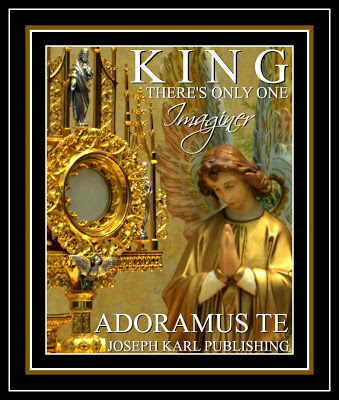 KING
THERE'S ONLY ONE
Imaginer
ADORAMUS TE
JOSEPH KARL PUBLISHING